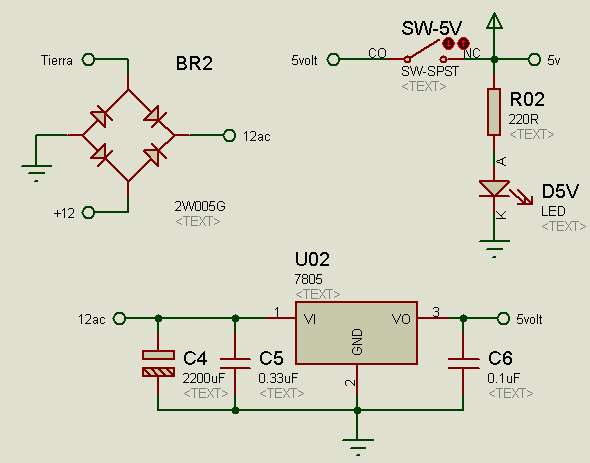 SW-5V
Tierra
BR2
5volt
CO
NC
5v
SW-SPST
<TEXT>
R02
220R
<TEXT>
12ac
A
+12
2W005G
<TEXT>
D5V
LED
<TEXT>
K
U02
7805
<TEXT>
12ac
1
VI
VO
3
5volt
GND
C4
2200uF
<TEXT>
C5
0.33uF
<TEXT>
2
C6
0.1uF
<TEXT>